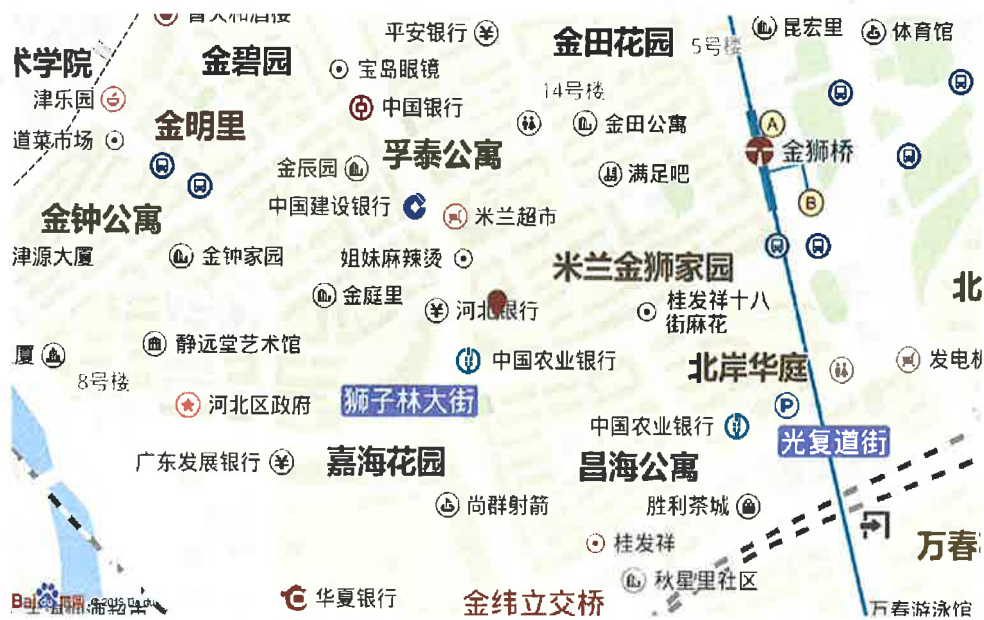 平安银行
昆宏里
体育馆
金田花园
5号楼
术学院
金碧园
宝岛眼镜
津乐园
中国银行
14号楼
金田公寓
A
道菜市场
金明里
孚泰公寓
金狮桥
金辰园
满足吧
B
中国建设银行
米兰超市
金钟公寓
津源大厦
金钟家园
姐妹麻辣烫
米兰金狮家园
北
金庭里
河北银行
桂发祥十八
街麻花
静远堂艺术馆
厦
中国农业银行
北岸华庭
发电机
8号楼
河北区政府
狮子林大街
P
中国农业银行
光复道街
广东发展银行
嘉海花园
昌海公寓
尚群射箭
胜利茶城
桂发祥
万春
秋星里社区
华夏银行
金纬立交桥
万春游泳馆